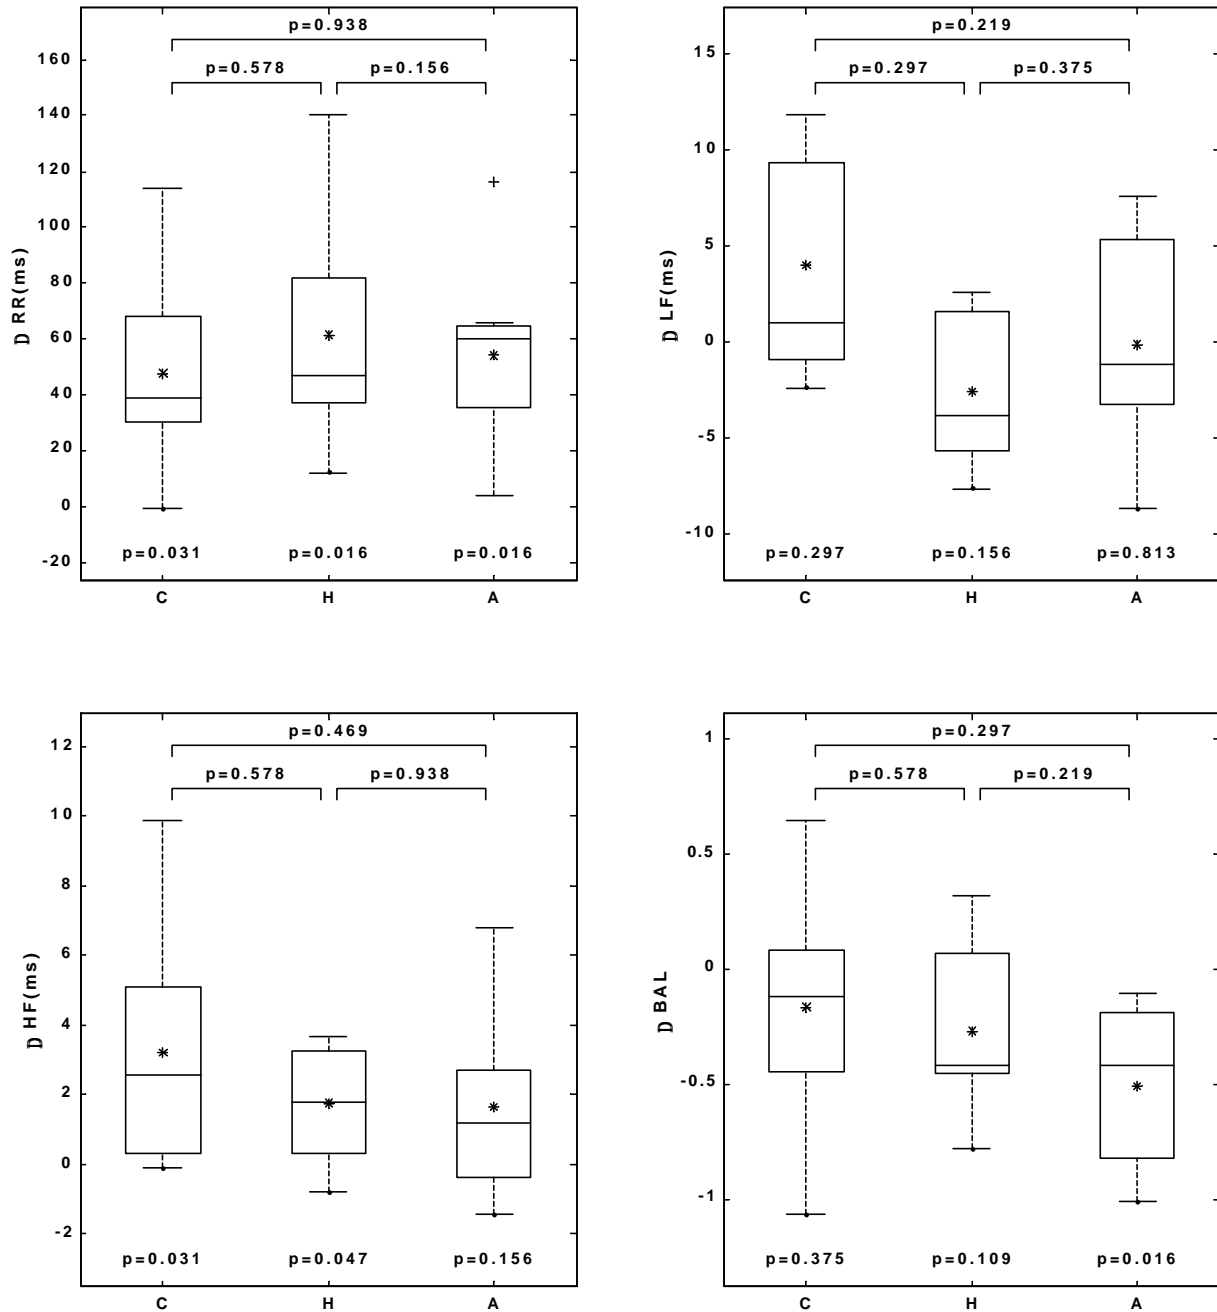 p=0.938
p=0.578 p=0.156
160
140
120
100
80
60
40
20
0
-20
D RR(ms)
+
p=0.031 p=0.016 p=0.016
C H A
p=0.219
p=0.297 p=0.375
15
10
5
0
-5
-10
D LF(ms)
p=0.297 p=0.156 p=0.813
C H A
p=0.469
p=0.578 p=0.938
12
10
8
6
4
2
0
-2
D HF(ms)
p=0.031 p=0.047 p=0.156
C H A
p=0.297
p=0.578 p=0.219
1
0.5
0
-0.5
-1
D BAL
p=0.375 p=0.109 p=0.016
C H A